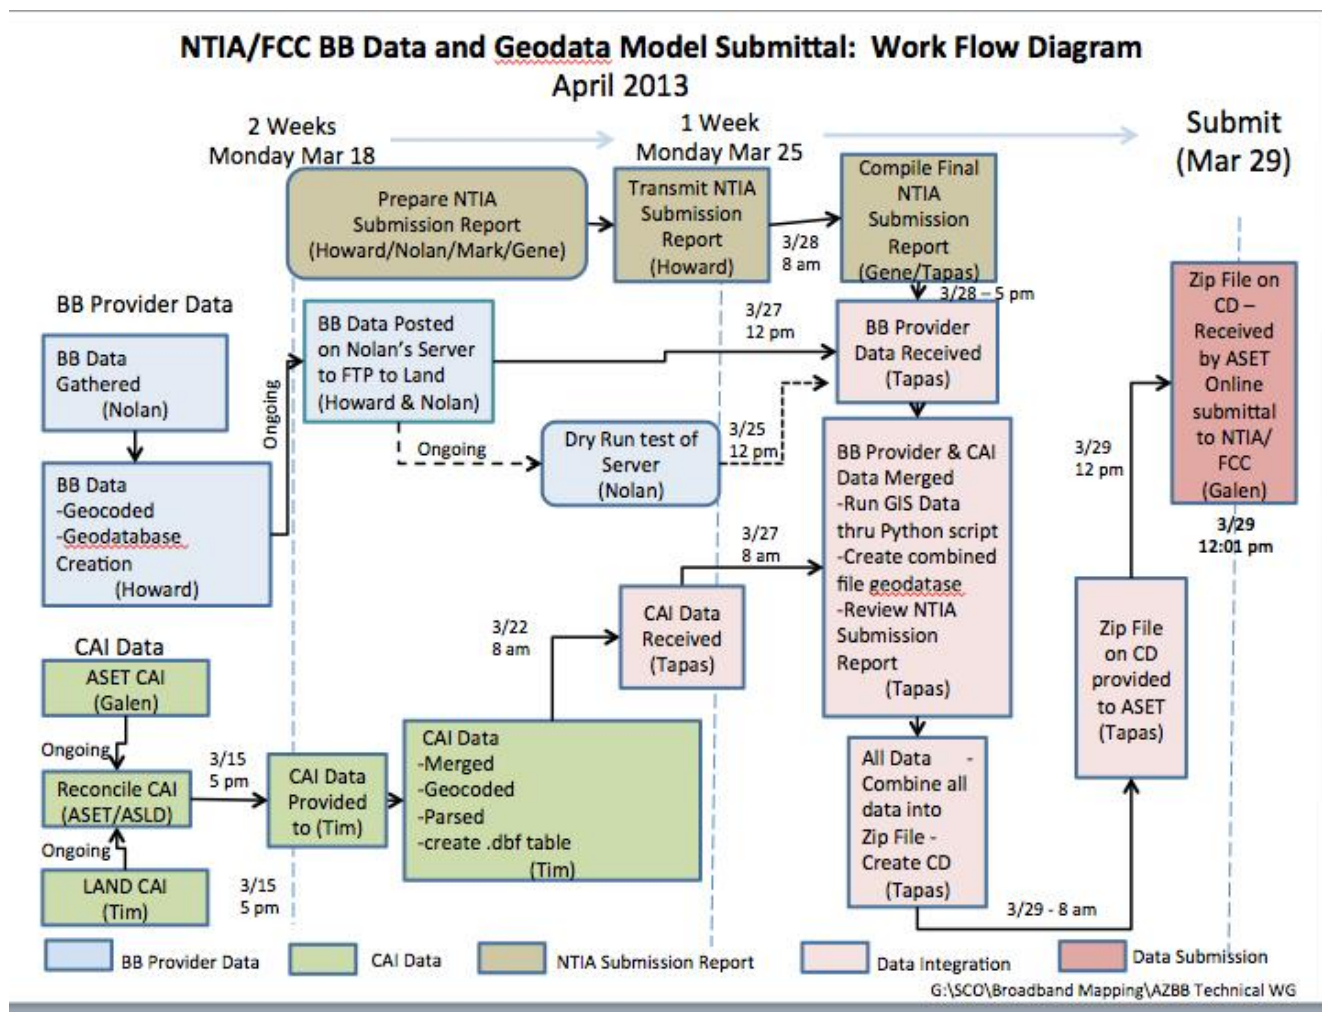 NTIA/FCC BB Data and Geodata Model Submittal:  Work Flow Diagram
April 2013
2 Weeks
Monday Mar 18
1 Week
Monday Mar 25
Submit
(Mar 29)
Prepare NTIA
Submission Report
(Howard/Nolan/Mark/Gene)
Transmit NTIA
Submission
Report
(Howard)
3/28
8 am
Compile Final
NTIA
Submission
Report
(Gene/Tapas)
3/28 – 5 pm
BB Provider Data
BB Data
Gathered
(Nolan)
BB Data
-Geocoded
-Geodatabase
Creation
(Howard)
Ongoing
BB Data Posted
on Nolan's Server
to FTP to Land
(Howard & Nolan)
3/27
12 pm
BB Provider
Data Received
(Tapas)
Ongoing
Dry Run test of
Server
(Nolan)
3/25
12 pm
BB Provider & CAI
Data Merged
-Run GIS Data
thru Python script
-Create combined
file geodatase
-Review NTIA
Submission
Report
(Tapas)
3/27
8 am
CAI Data
Received
(Tapas)
3/22
8 am
Zip File on
CD –
Received
by ASET
Online
submittal
to NTIA/
FCC
(Galen)
3/29
12:01 pm
3/29
12 pm
Zip File
on CD
provided
to ASET
(Tapas)
CAI Data
ASET CAI
(Galen)
Ongoing
Reconcile CAI
(ASET/ASLD)
Ongoing
LAND CAI
(Tim)
3/15
5 pm
3/15
5 pm
CAI Data
Provided
to (Tim)
CAI Data
-Merged
-Geocoded
-Parsed
-create .dbf table
(Tim)
All Data -
Combine all
data into
Zip File -
Create CD
(Tapas)
3/29 - 8 am
BB Provider Data
CAI Data
NTIA Submission Report
Data Integration
Data Submission
G:\SCO\Broadband Mapping\AZBB Technical WG